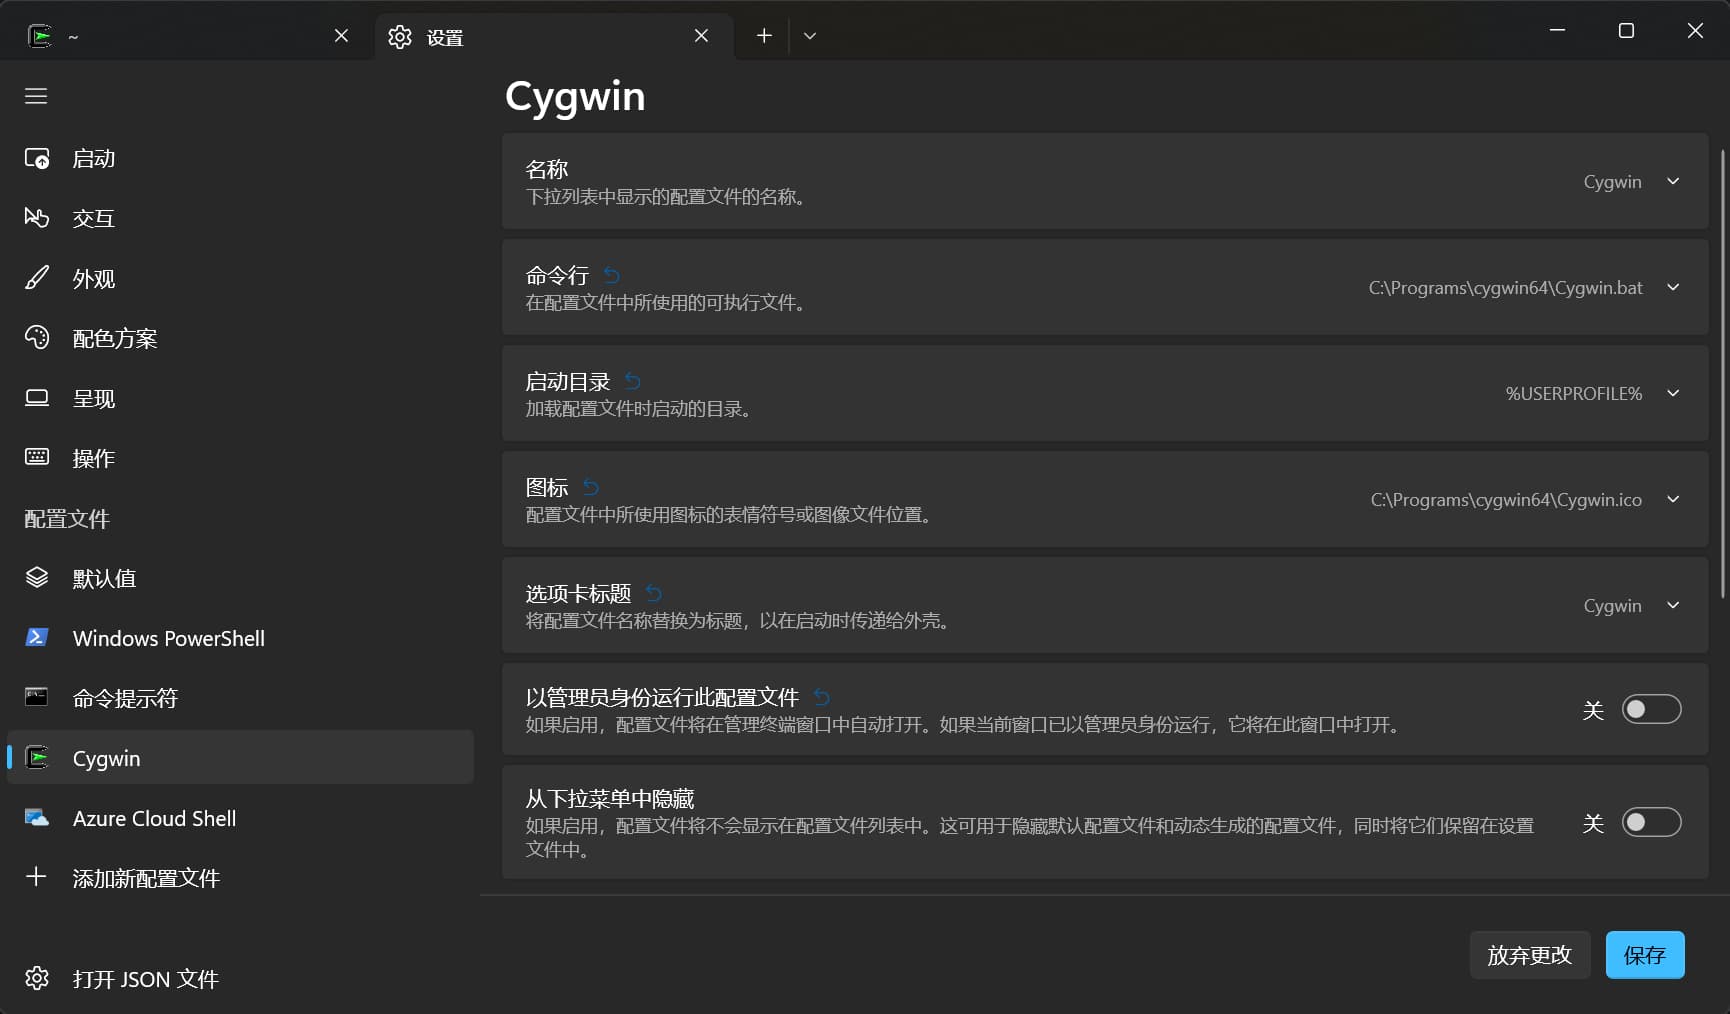 ~
设置
启动
交互
外观
配色方案
呈现
操作
配置文件
默认值
Windows PowerShell
命令提示符
Cygwin
Azure Cloud Shell
添加新配置文件
打开 JSON 文件
Cygwin
名称
下拉列表中显示的配置文件的名称。
Cygwin
命令行
在配置文件中所使用的可执行文件。
C:\Programs\cygwin64\Cygwin.bat
启动目录
加载配置文件时启动的目录。
%USERPROFILE%
图标
配置文件中所使用图标的表情符号或图像文件位置。
C:\Programs\cygwin64\Cygwin.ico
选项卡标题
将配置文件名称替换为标题，以在启动时传递给外壳。
Cygwin
以管理员身份运行此配置文件
如果启用，配置文件将在管理终端窗口中自动打开。如果当前窗口已以管理员身份运行，它将在此窗口中打开。
关
从下拉菜单中隐藏
如果启用，配置文件将不会显示在配置文件列表中。这可用于隐藏默认配置文件和动态生成的配置文件，同时将它们保留在设置
文件中。
关
放弃更改
保存